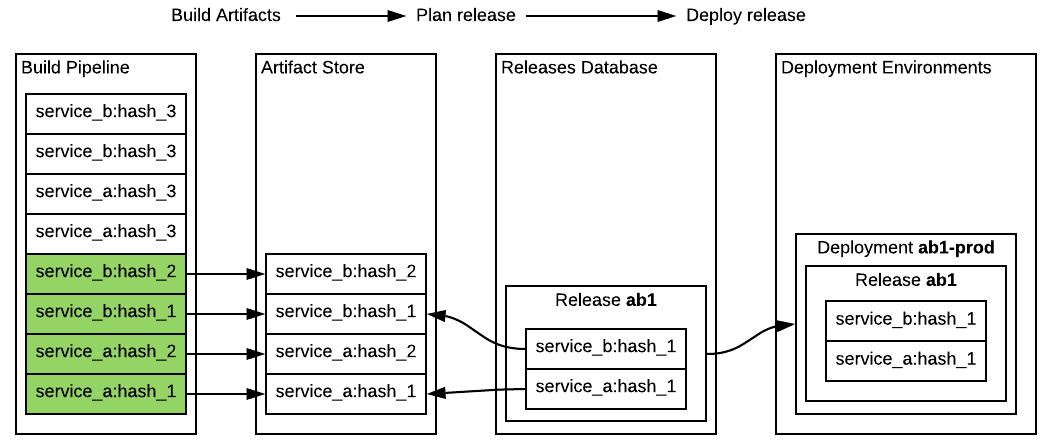 Build Artifacts
Plan release
Deploy release
Build Pipeline
service_b:hash_3
service_b:hash_3
service_a:hash_3
service_a:hash_3
service_b:hash_2
service_b:hash_1
service_a:hash_2
service_a:hash_1
Artifact Store
service_b:hash_2
service_b:hash_1
service_a:hash_2
service_a:hash_1
Releases Database
Release ab1
service_b:hash_1
service_a:hash_1
Deployment Environments
Deployment ab1-prod
Release ab1
service_b:hash_1
service_a:hash_1